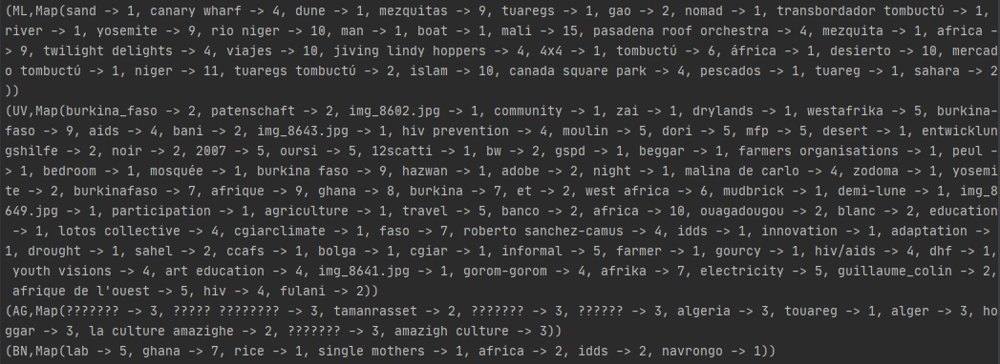 (ML,Map(sand -> 1, canary wharf -> 4, dune -> 1, mezquitas -> 9, tuaregs -> 1, gao -> 2, nomad -> 1, transbordador tombuctú -> 1,
river -> 1, yosemite -> 9, rio niger -> 10, man -> 1, boat -> 1, mali -> 15, pasadena roof orchestra -> 4, mezquita -> 1, africa -
> 9, twilight delights -> 4, viajes -> 10, jiving lindy hoppers -> 4, 4x4 -> 1, tombuctú -> 6, áfrica -> 1, desierto -> 10, mercad
o tombuctú -> 1, niger -> 11, tuaregs tombuctú -> 2, islam -> 10, canada square park -> 4, pescados -> 1, tuareg -> 1, sahara -> 2
))
(UV,Map(burkina_faso -> 2, patenschaft -> 2, img_8602.jpg -> 1, community -> 1, zai -> 1, drylands -> 1, westafrika -> 5, burkina-
faso -> 9, aids -> 4, bani -> 2, img_8643.jpg -> 1, hiv prevention -> 4, moulin -> 5, dori -> 5, mfp -> 5, desert -> 1, entwicklun
gshilfe -> 2, noir -> 2, 2007 -> 5, oursi -> 5, 12scatti -> 1, bw -> 2, gspd -> 1, beggar -> 1, farmers organisations -> 1, peul -
> 1, bedroom -> 1, mosquée -> 1, burkina faso -> 9, hazwan -> 1, adobe -> 2, night -> 1, malina de carlo -> 4, zodoma -> 1, yosemi
te -> 2, burkinafaso -> 7, afrique -> 9, ghana -> 8, burkina -> 7, et -> 2, west africa -> 6, mudbrick -> 1, demi-lune -> 1, img_8
649.jpg -> 1, participation -> 1, agriculture -> 1, travel -> 5, banco -> 2, africa -> 10, ouagadougou -> 2, blanc -> 2, education
-> 1, lotos collective -> 4, cgiarclimate -> 1, faso -> 7, roberto sanchez-camus -> 4, idds -> 1, innovation -> 1, adaptation ->
1, drought -> 1, sahel -> 2, ccafs -> 1, bolga -> 1, cgiar -> 1, informal -> 5, farmer -> 1, gourcy -> 1, hiv/aids -> 4, dhf -> 1,
youth visions -> 4, art education -> 4, img_8641.jpg -> 1, gorom-gorom -> 4, afrika -> 7, electricity -> 5, guillaume_colin -> 2,
afrique de l'ouest -> 5, hiv -> 4, fulani -> 2))
(AG,Map(??????? -> 3, ????? ???????? -> 3, tamanrasset -> 2, ??????? -> 3, ?????? -> 3, algeria -> 3, touareg -> 1, alger -> 3, ho
ggar -> 3, la culture amazighe -> 2, ??????? -> 3, amazigh culture -> 3))
(BN,Map(lab -> 5, ghana -> 7, rice -> 1, single mothers -> 1, africa -> 2, idds -> 2, navrongo -> 1))